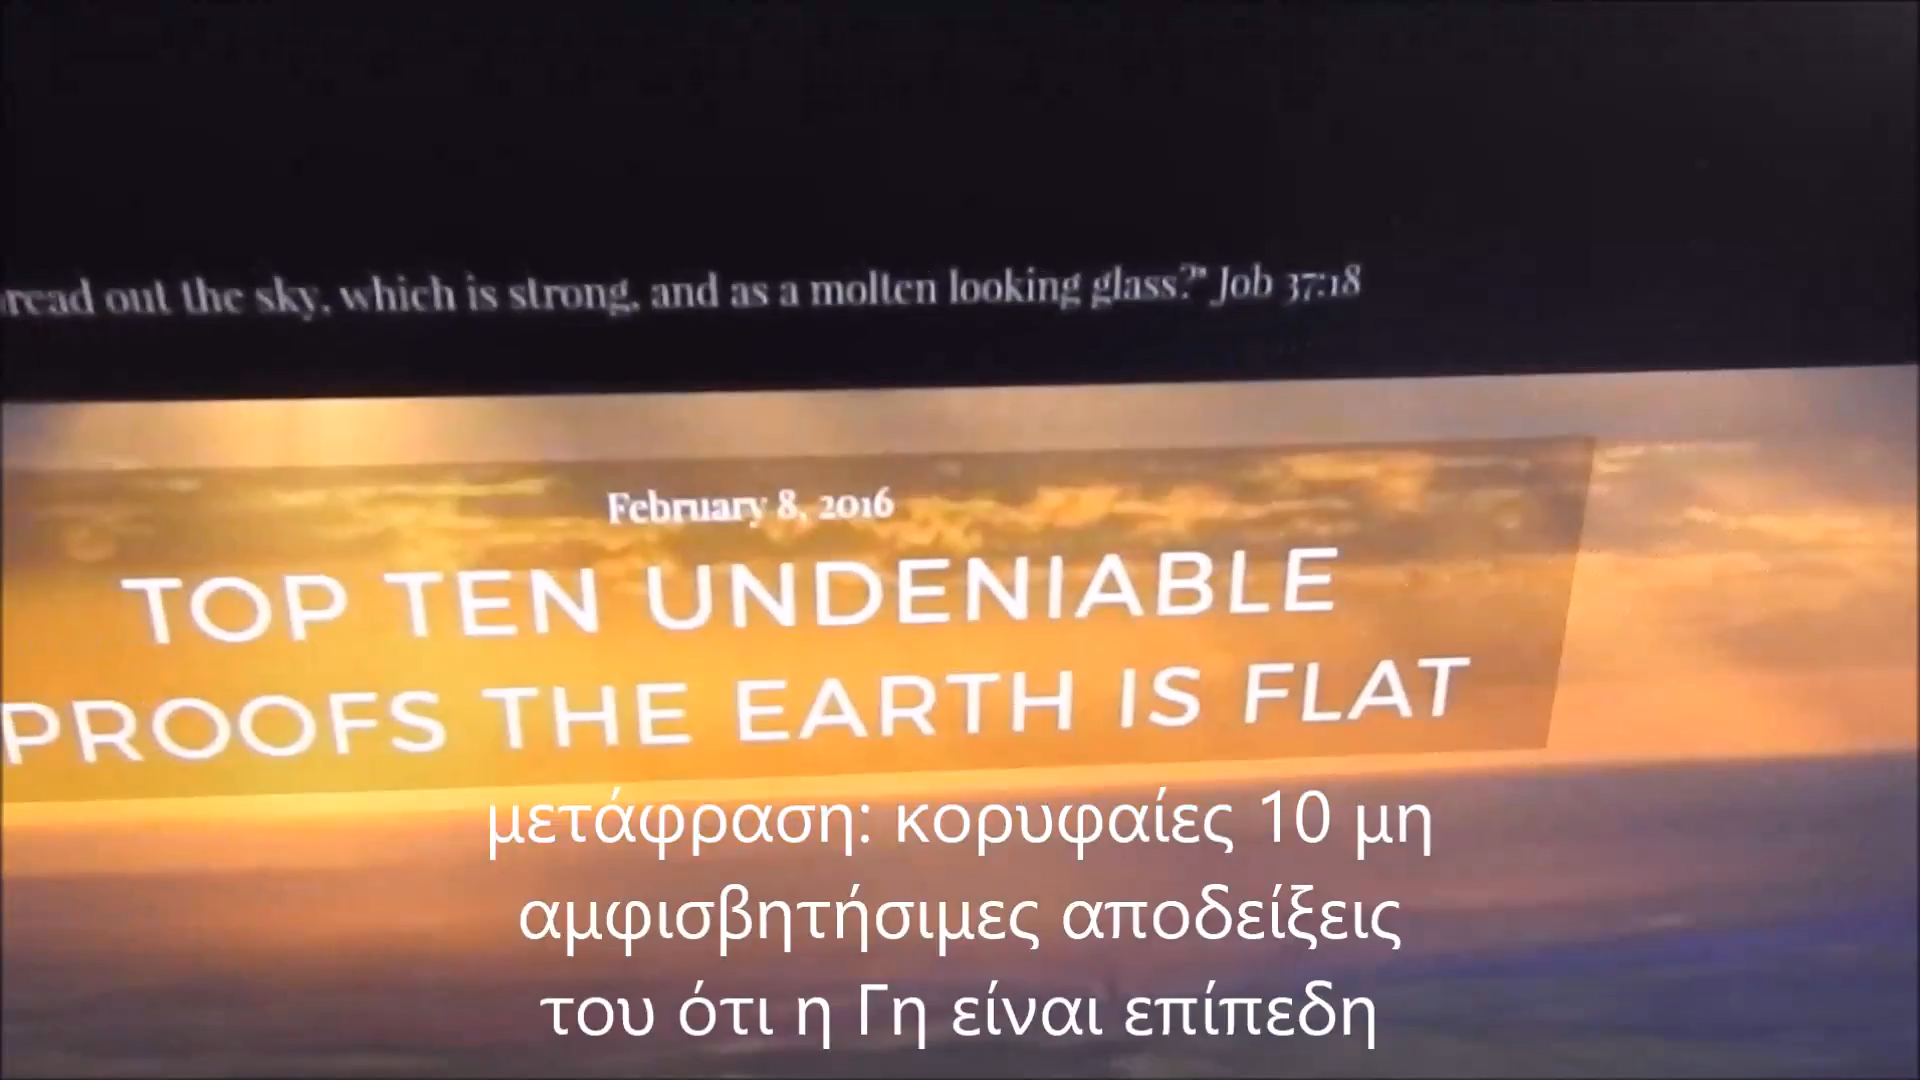 out the sky, which is strong, and as a molten looking glass?" Job 37:18
February 8, 2016
TOP TEN UNDENIABLE
PROOFS THE EARTH IS FLAT
μετάφραση: κορυφαίες 10 μη
αμφισβητήσιμες αποδείξεις
του ότι η Γη είναι επίπεδη